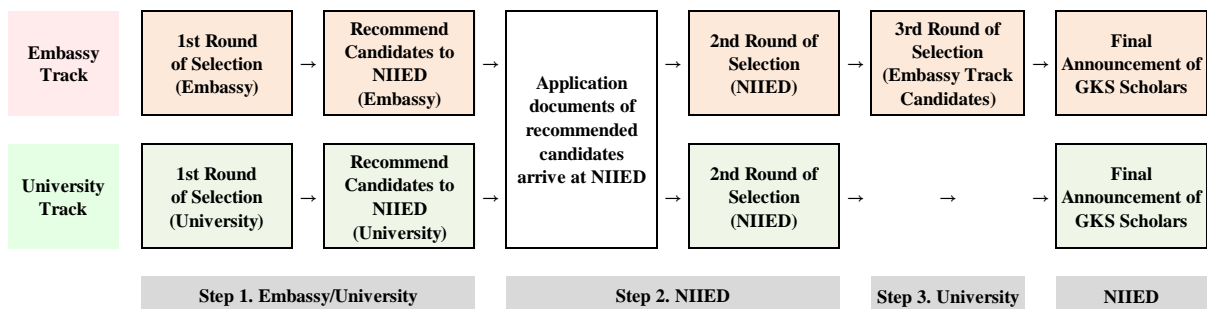 Embassy
Track
1st Round
of Selection
(Embassy)
→
Recommend
Candidates to
NIIED
(Embassy)
→
Application
documents of
recommended
candidates
arrive at NIIED
→
2nd Round of
Selection
(NIIED)
→
3rd Round of
Selection
(Embassy Track
Candidates)
→
Final
Announcement of
GKS Scholars
University
Track
1st Round
of Selection
(University)
→
Recommend
Candidates to
NIIED
(University)
→
→
2nd Round of
Selection
(NIIED)
→
→
→
Final
Announcement of
GKS Scholars
Step 1. Embassy/University
Step 2. NIIED
Step 3. University
NIIED